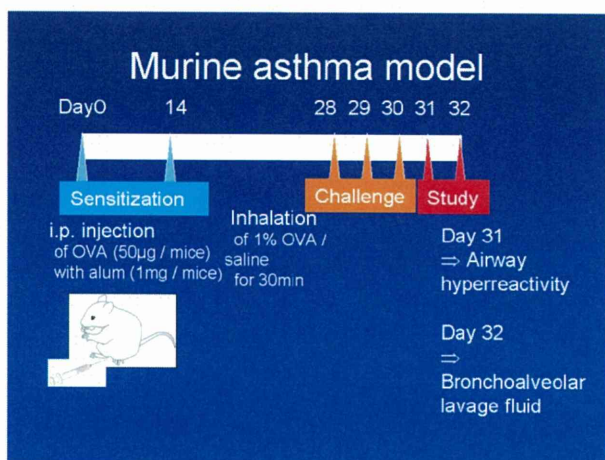 Murine asthma model
Day0 14 28 29 30 31 32
Sensitization
Challenge
Study
i.p. injection
of OVA (50µg / mice)
with alum (1mg / mice)
Inhalation
of 1% OVA /
saline
for 30min
Day 31
⇒ Airway
hyperreactivity
Day 32
⇒
Bronchoalveolar
lavage fluid